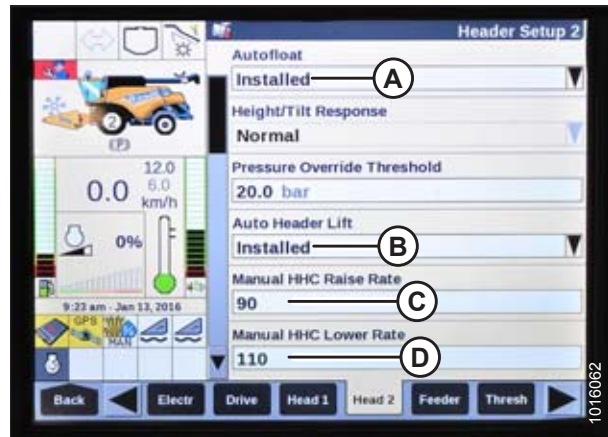 Header Setup 2
Autofloat
Installed
A
Height/Tilt Response
Normal
Pressure Override Threshold
20.0 bar
Auto Header Lift
Installed
B
Manual HHC Raise Rate
90
C
Manual HHC Lower Rate
110
D
2
(P)
12.0
0.0
6.0
km/h
0%
9:23 am - Jan 13, 2016
GPS
MAN
Back
Electr
Drive
Head 1
Head 2
Feeder
Thresh
1016062